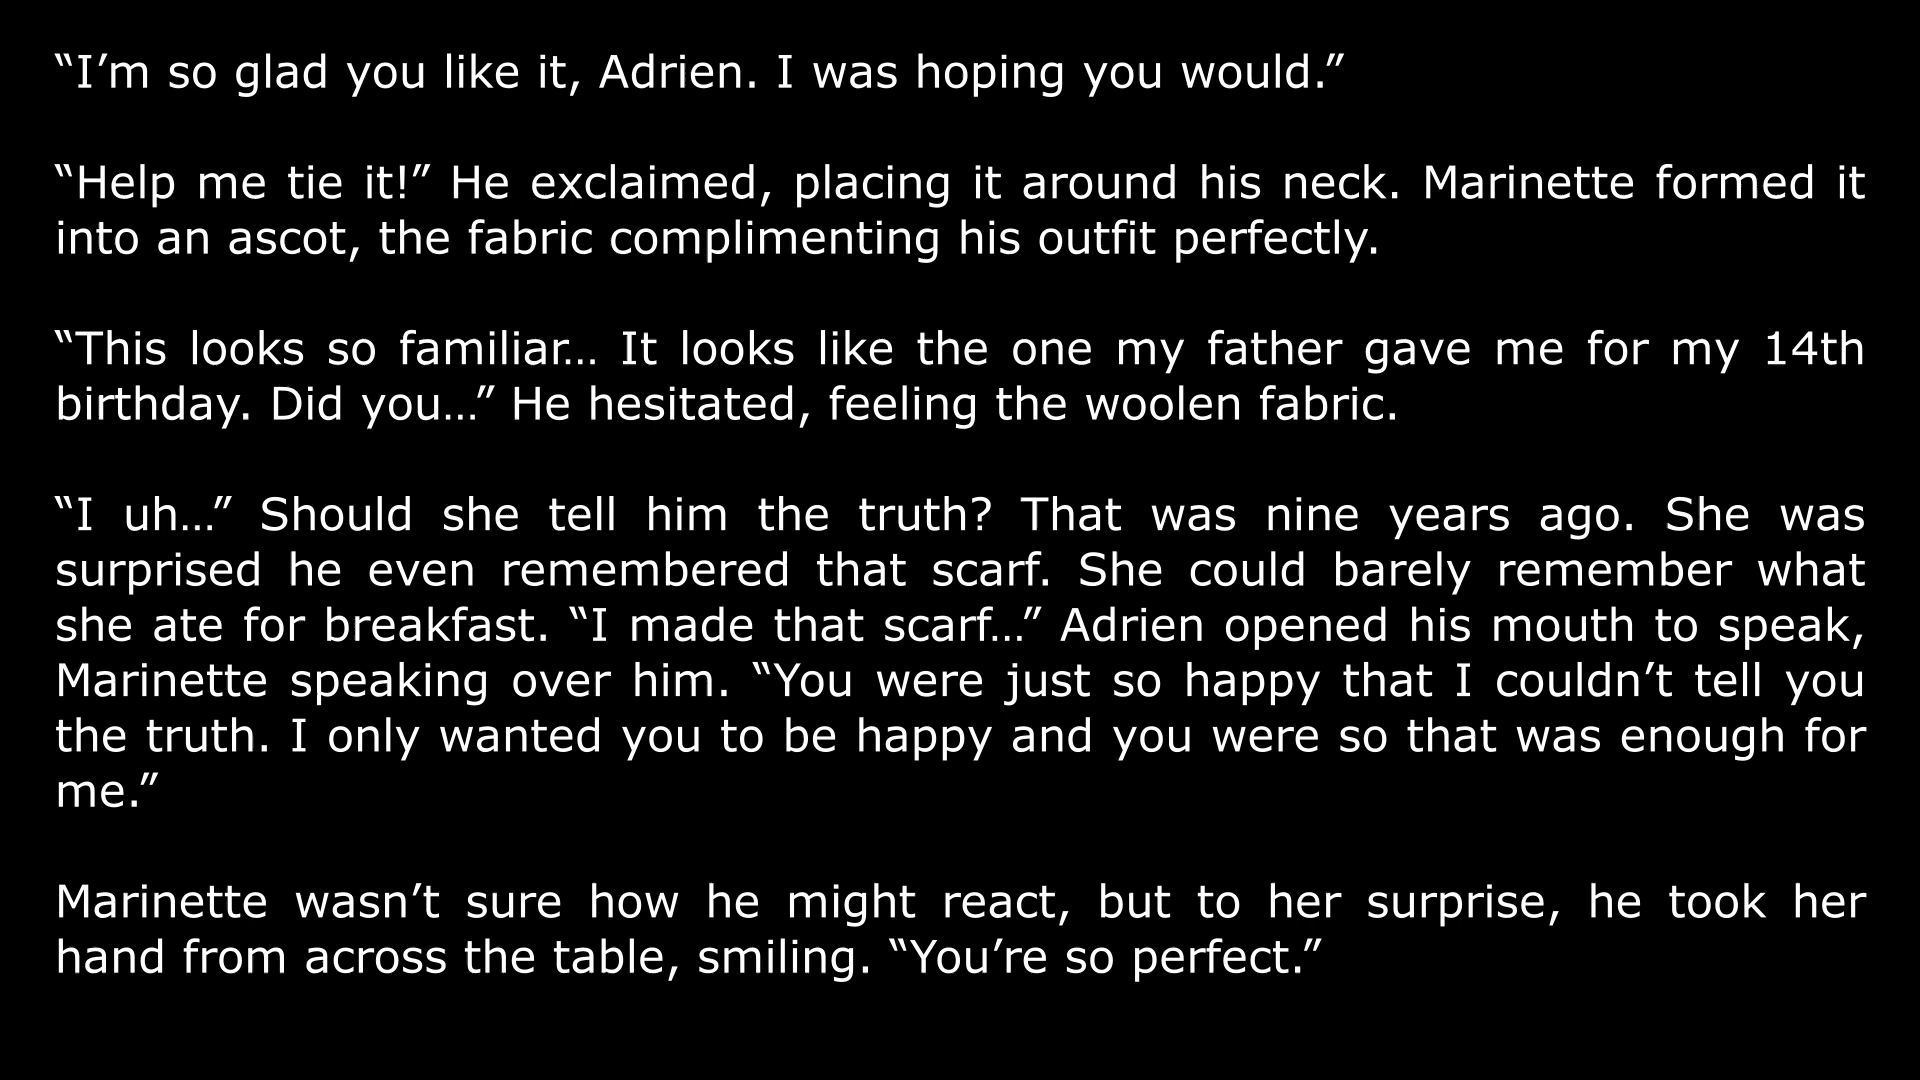 “I’m so glad you like it, Adrien. I was hoping you would.”
“Help me tie it!” He exclaimed, placing it around his neck. Marinette formed it
into an ascot, the fabric complimenting his outfit perfectly.
“This looks so familiar… It looks like the one my father gave me for my 14th
birthday. Did you…” He hesitated, feeling the woolen fabric.
“I uh…” Should she tell him the truth? That was nine years ago. She was
surprised he even remembered that scarf. She could barely remember what
she ate for breakfast. “I made that scarf…” Adrien opened his mouth to speak,
Marinette speaking over him. “You were just so happy that I couldn’t tell you
the truth. I only wanted you to be happy and you were so that was enough for
me.”
Marinette wasn’t sure how he might react, but to her surprise, he took her
hand from across the table, smiling. “You’re so perfect.”